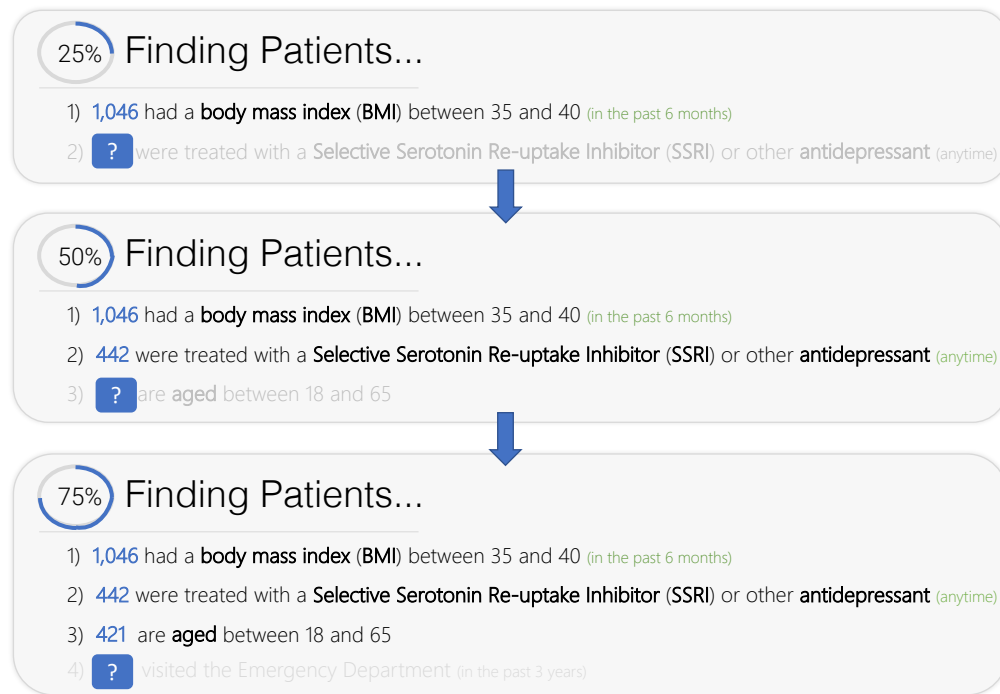 25% Finding Patients...
1) 1,046 had a body mass index (BMI) between 35 and 40 (in the past 6 months)
2) ? were treated with a Selective Serotonin Re-uptake Inhibitor (SSRI) or other antidepressant (anytime)
50% Finding Patients...
1) 1,046 had a body mass index (BMI) between 35 and 40 (in the past 6 months)
2) 442 were treated with a Selective Serotonin Re-uptake Inhibitor (SSRI) or other antidepressant (anytime)
3) ? are aged between 18 and 65
75% Finding Patients...
1) 1,046 had a body mass index (BMI) between 35 and 40 (in the past 6 months)
2) 442 were treated with a Selective Serotonin Re-uptake Inhibitor (SSRI) or other antidepressant (anytime)
3) 421 are aged between 18 and 65
4) ? visited the Emergency Department (in the past 3 years)